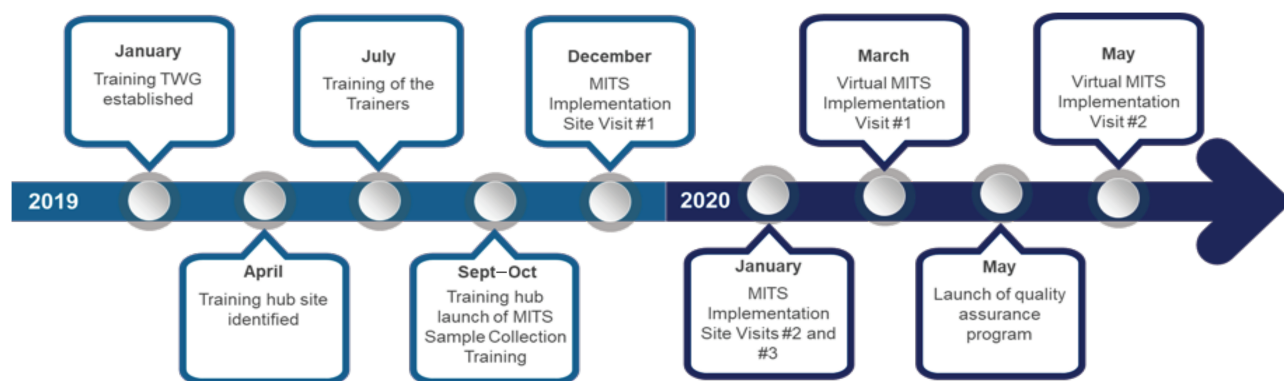 January
Training TWG
established
July
Training of the
Trainers
December
MITS
Implementation
Site Visit #1
March
Virtual MITS
Implementation
Visit #1
May
Virtual MITS
Implementation
Visit #2
2019
2020
April
Training hub site
identified
Sept–Oct
Training hub
launch of MITS
Sample Collection
Training
January
MITS
Implementation
Site Visits #2 and
#3
May
Launch of quality
assurance
program